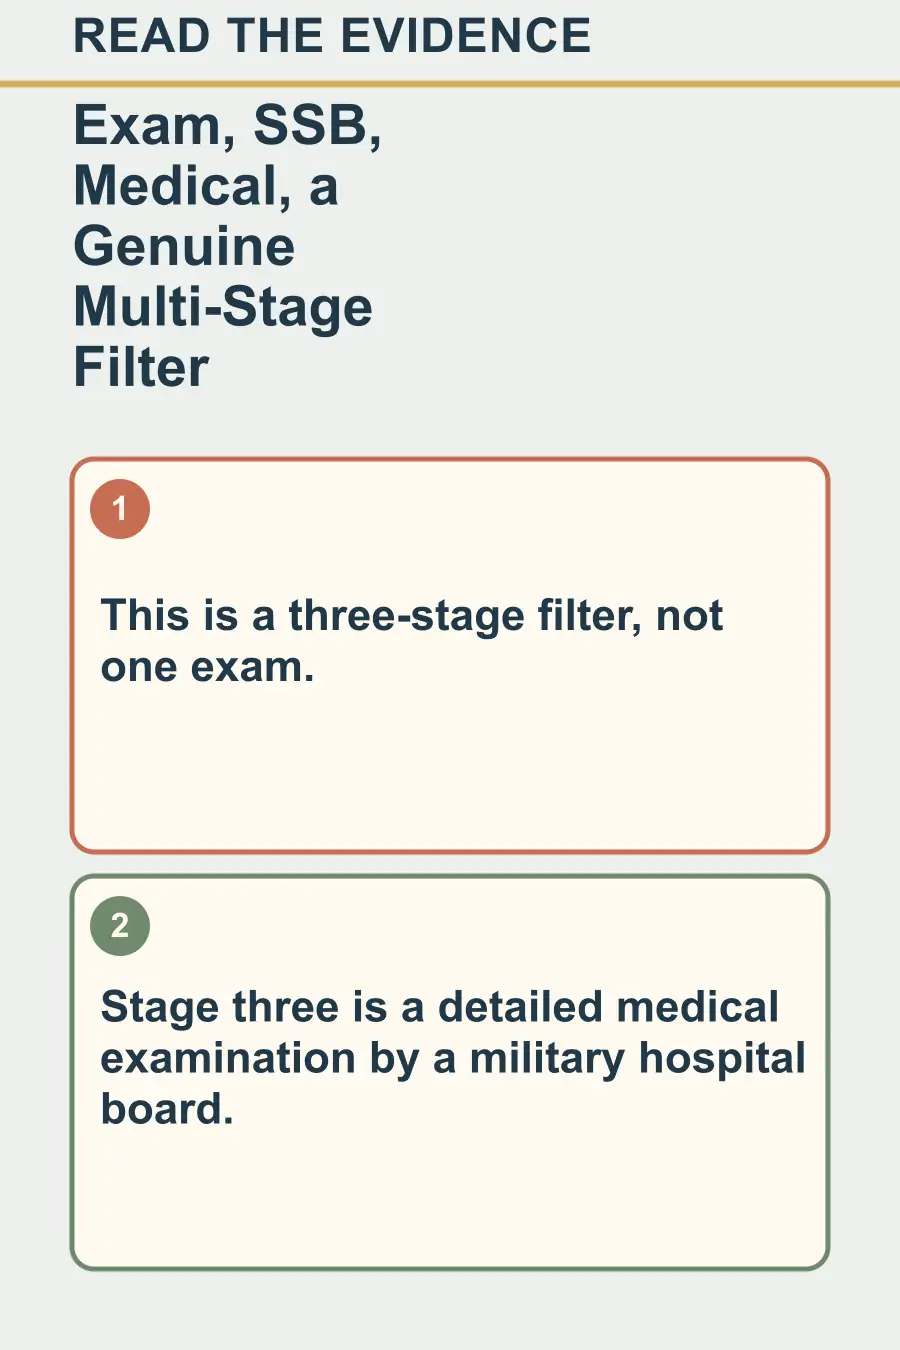 READ THE EVIDENCE
Exam, SSB,
Medical, a
Genuine
Multi-Stage
Filter
1
This is a three-stage filter, not
one exam.
2
Stage three is a detailed medical
examination by a military hospital
board.